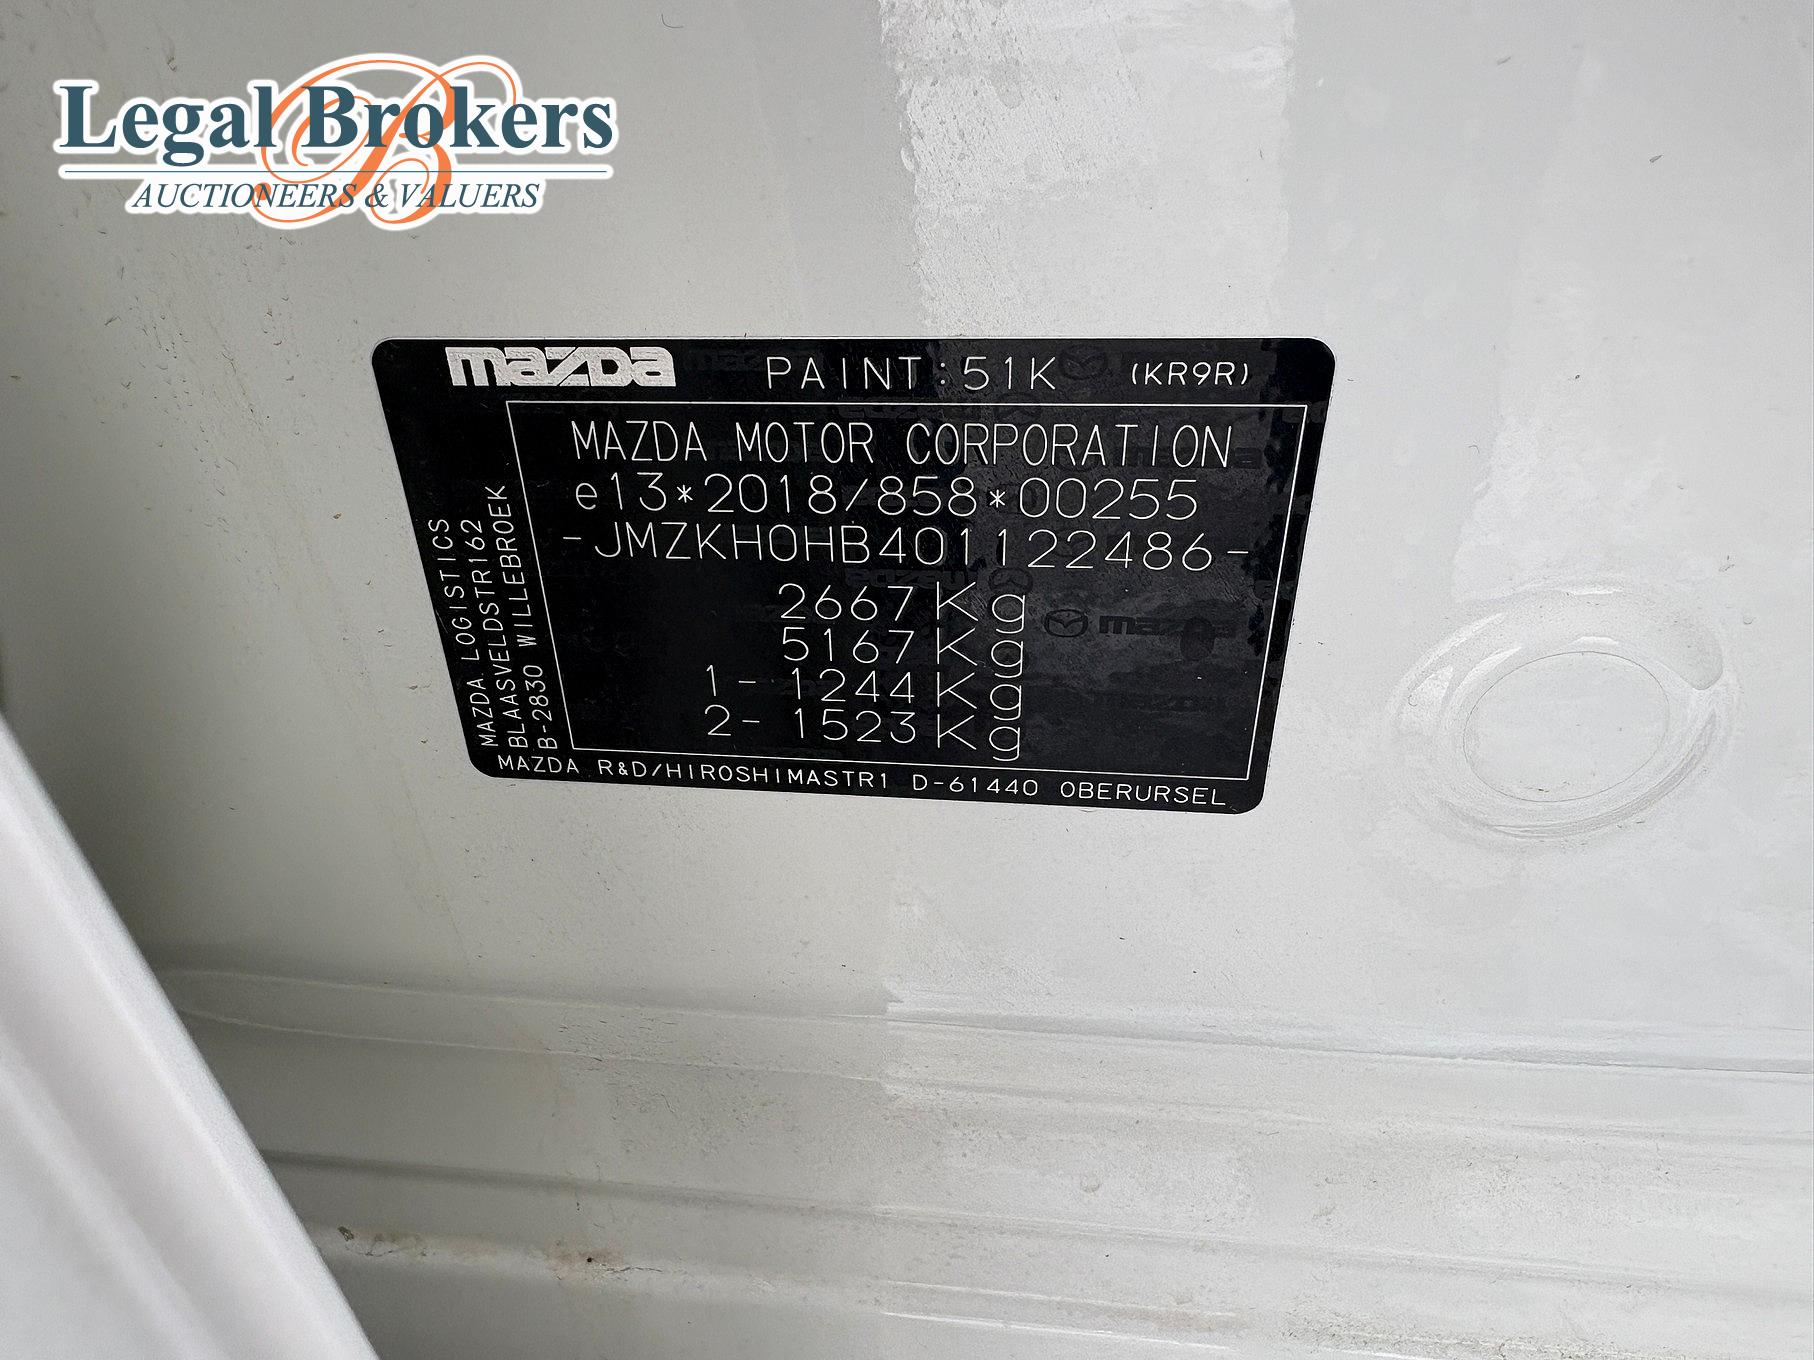 Legal Brokers
AUCTIONEERS & VALUERS
mazda PAINT:51K (KR9R)
MAZDA MOTOR CORPORATION
e13*2018/858*00255
-JMZKH0HB401122486-
2667Kg
5167Kg
1- 1244Kg
2- 1523Kg
MAZDA LOGISTICS
BLAASVELDSTR162
B-2830 WILLEBROEK
MAZDA R&D/HIROSHIMASTR1 D-61440 OBERURSEL